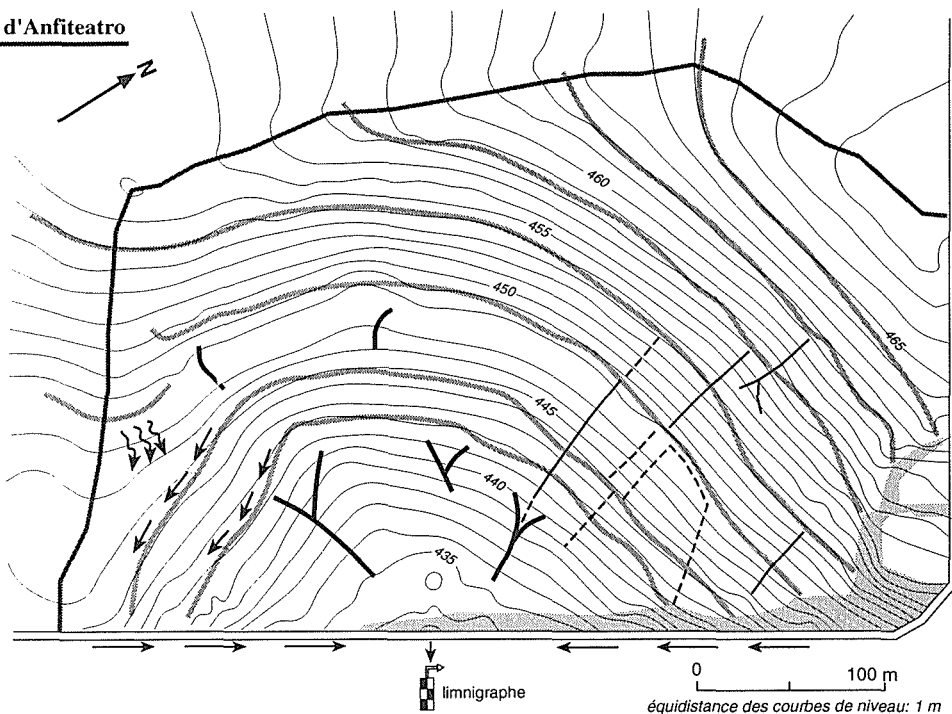 d'Anfiteatro
N
460
455
450
465
445
440
435
0 100 m
limnigraphe
équidistance des courbes de niveau: 1 m